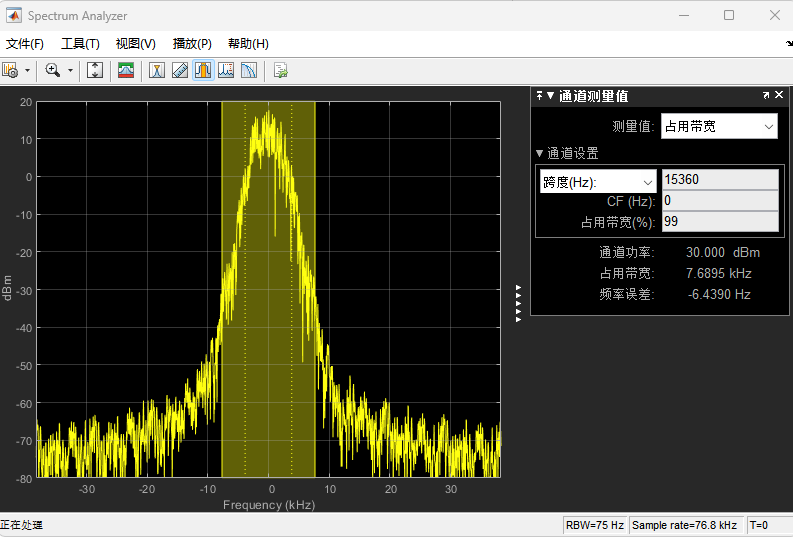 Spectrum Analyzer
文件(F) 工具(T) 视图(V) 播放(P) 帮助(H)
通道测量值
测量值: 占用带宽
通道设置
跨度(Hz): 15360
CF (Hz): 0
占用带宽(%): 99
通道功率: 30.000 dBm
占用带宽: 7.6895 kHz
频率误差: -6.4390 Hz
20
10
0
-10
-20
-30
-40
-50
-60
-70
-80
dBm
-30 -20 -10 0 10 20 30
Frequency (kHz)
正在处理 RBW=75 Hz Sample rate=76.8 kHz T=0